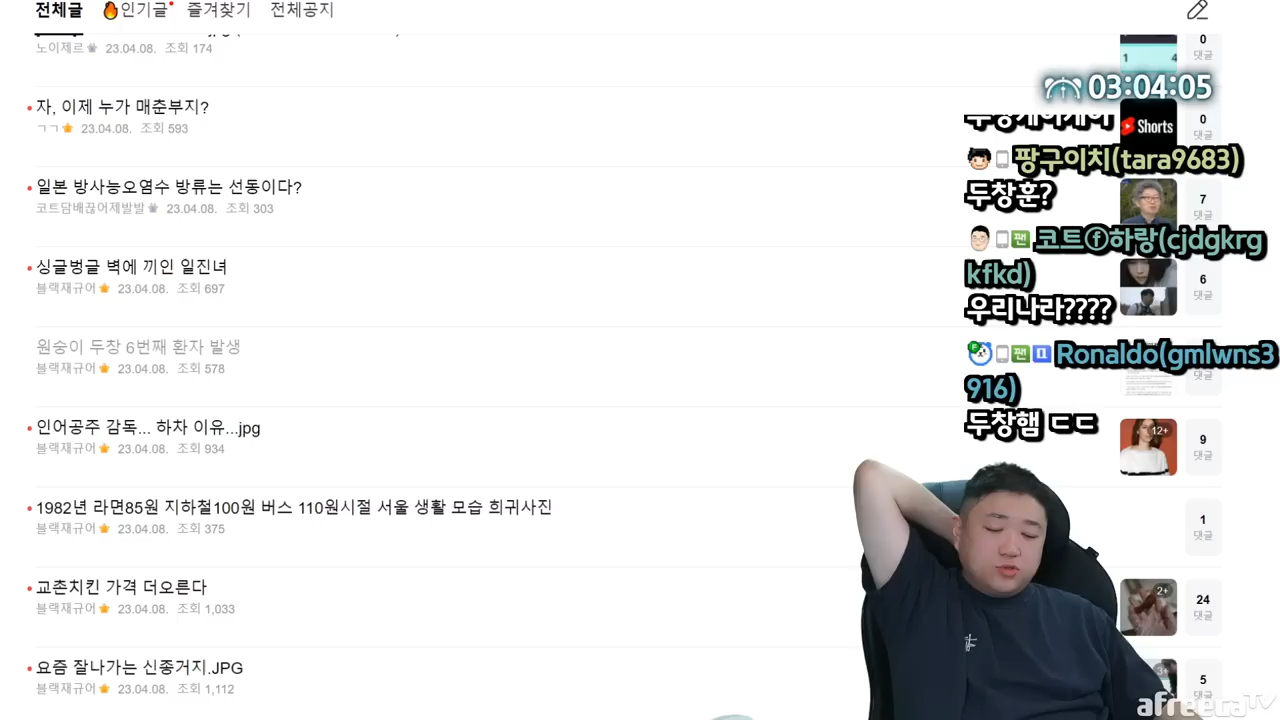 전체글 인기글 즐겨찾기 전체공지
노이제르 23.04.08. 조회 174
0
댓글
1 4
03:04:05
자, 이제 누가 매춘부지?
ㄱㄱ 23.04.08. 조회 593
Shorts
0
댓글
팡구이치(tara9683)
두창훈?
일본 방사능오염수 방류는 선동이다?
코트담배끊어제발발 23.04.08. 조회 303
7
댓글
팬 코트ⓕ하랑(cjdgkrg
kfkd)
우리나라????
싱글벙글 벽에 끼인 일진녀
블랙재규어 23.04.08. 조회 697
6
댓글
원숭이 두창 6번째 환자 발생
블랙재규어 23.04.08. 조회 578
댓글
팬 Ronaldo(gmlwns3
916)
두창햄 ㄷㄷ
인어공주 감독... 하차 이유...jpg
블랙재규어 23.04.08. 조회 934
12+
9
댓글
1982년 라면85원 지하철100원 버스 110원시절 서울 생활 모습 희귀사진
블랙재규어 23.04.08. 조회 375
1
댓글
교촌치킨 가격 더오른다
블랙재규어 23.04.08. 조회 1,033
2+
24
댓글
요즘 잘나가는 신종거지.JPG
블랙재규어 23.04.08. 조회 1,112
3+
5
댓글
afreecaTV